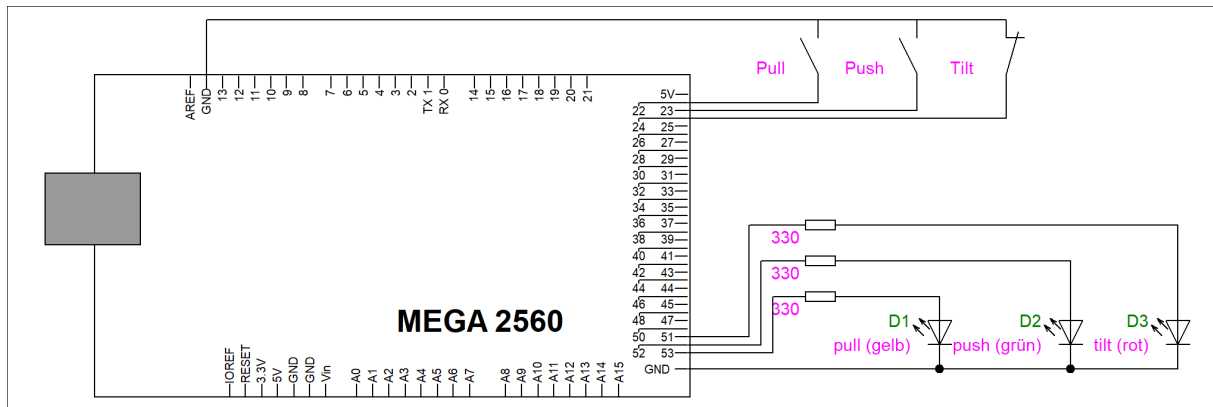 Pull
Push
Tilt
AREF
GND
13
12
11
10
9
8
7
6
5
4
3
2
TX 1
RX 0
14
15
16
17
18
19
20
21
5V
22 23
24 25
26 27
28 29
30 31
32 33
34 35
36 37
38 39
40 41
42 43
44 44
46 45
48 47
50 51
52 53
GND
330
330
330
D1
D2
D3
pull (gelb)
push (grün)
tilt (rot)
MEGA 2560
IOREF
RESET
3.3V
5V
GND
GND
Vin
A0
A1
A2
A3
A4
A5
A6
A7
A8
A9
A10
A11
A12
A13
A14
A15